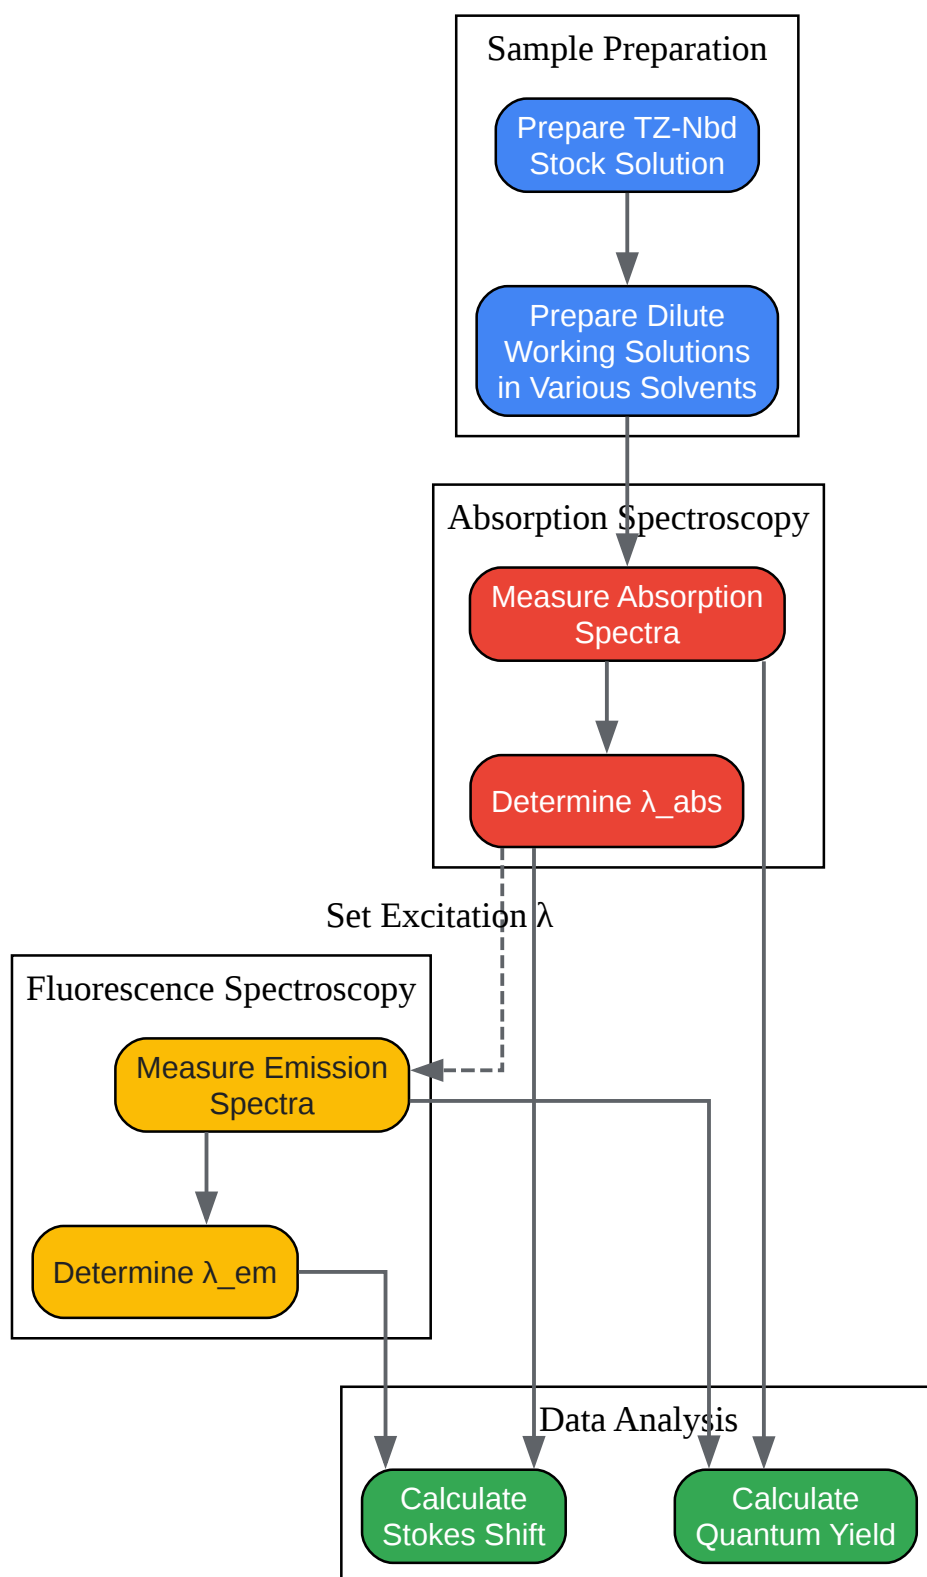 Sample Preparation
Prepare TZ-Nbd
Stock Solution
Prepare Dilute
Working Solutions
in Various Solvents
Absorption Spectroscopy
Measure Absorption
Spectra
Determine λ_abs
Set Excitation λ
Fluorescence Spectroscopy
Measure Emission
Spectra
Determine λ_em
Data Analysis
Calculate
Stokes Shift
Calculate
Quantum Yield